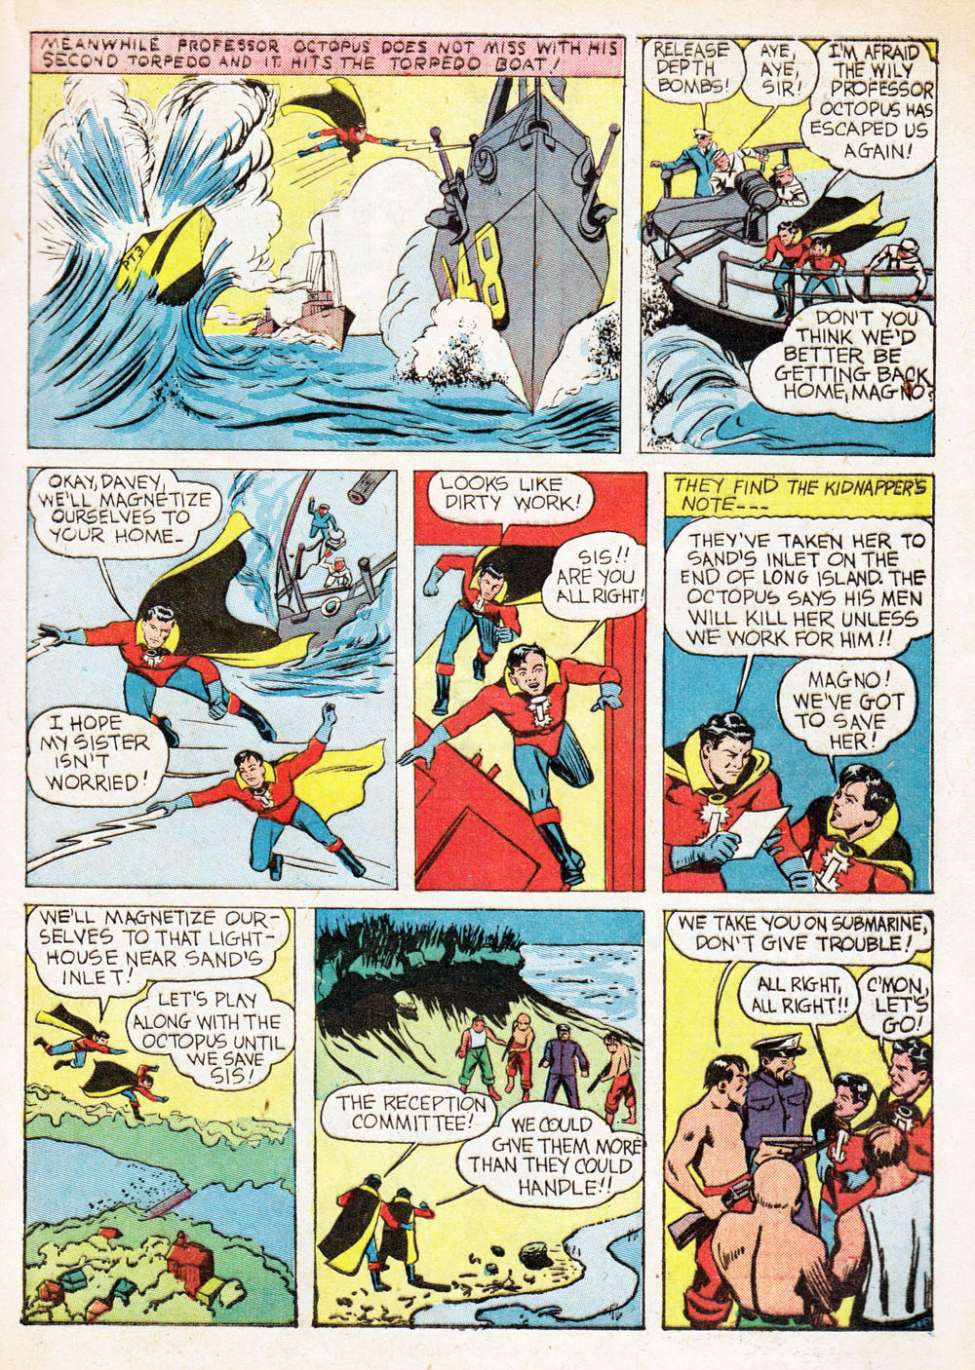 MEANWHILE PROFESSOR OCTOPUS DOES NOT MISS WITH HIS
SECOND TORPEDO AND IT HITS THE TORPEDO BOAT!
PT3
48
RELEASE
DEPTH
BOMBS!
AYE,
AYE,
SIR!
I'M AFRAID
THE WILY
PROFESSOR
OCTOPUS HAS
ESCAPED US
AGAIN!
DON'T YOU
THINK WE'D
BETTER BE
GETTING BACK
HOME, MAGNO?
OKAY, DAVEY,
WE'LL MAGNETIZE
OURSELVES TO
YOUR HOME-
I HOPE
MY SISTER
ISN'T
WORRIED!
LOOKS LIKE
DIRTY WORK!
SIS!!
ARE YOU
ALL RIGHT!
THEY FIND THE KIDNAPPER'S
NOTE---
THEY'VE TAKEN HER TO
SAND'S INLET ON THE
END OF LONG ISLAND. THE
OCTOPUS SAYS HIS MEN
WILL KILL HER UNLESS
WE WORK FOR HIM!!
MAGNO!
WE'VE GOT
TO SAVE
HER!
WE'LL MAGNETIZE OUR-
SELVES TO THAT LIGHT-
HOUSE NEAR SAND'S
INLET!
LET'S PLAY
ALONG WITH THE
OCTOPUS UNTIL
WE SAVE
SIS!
THE RECEPTION
COMMITTEE!
WE COULD
GIVE THEM MORE
THAN THEY COULD
HANDLE!!
WE TAKE YOU ON SUBMARINE,
DON'T GIVE TROUBLE!
ALL RIGHT,
ALL RIGHT!!
C'MON,
LET'S
GO!